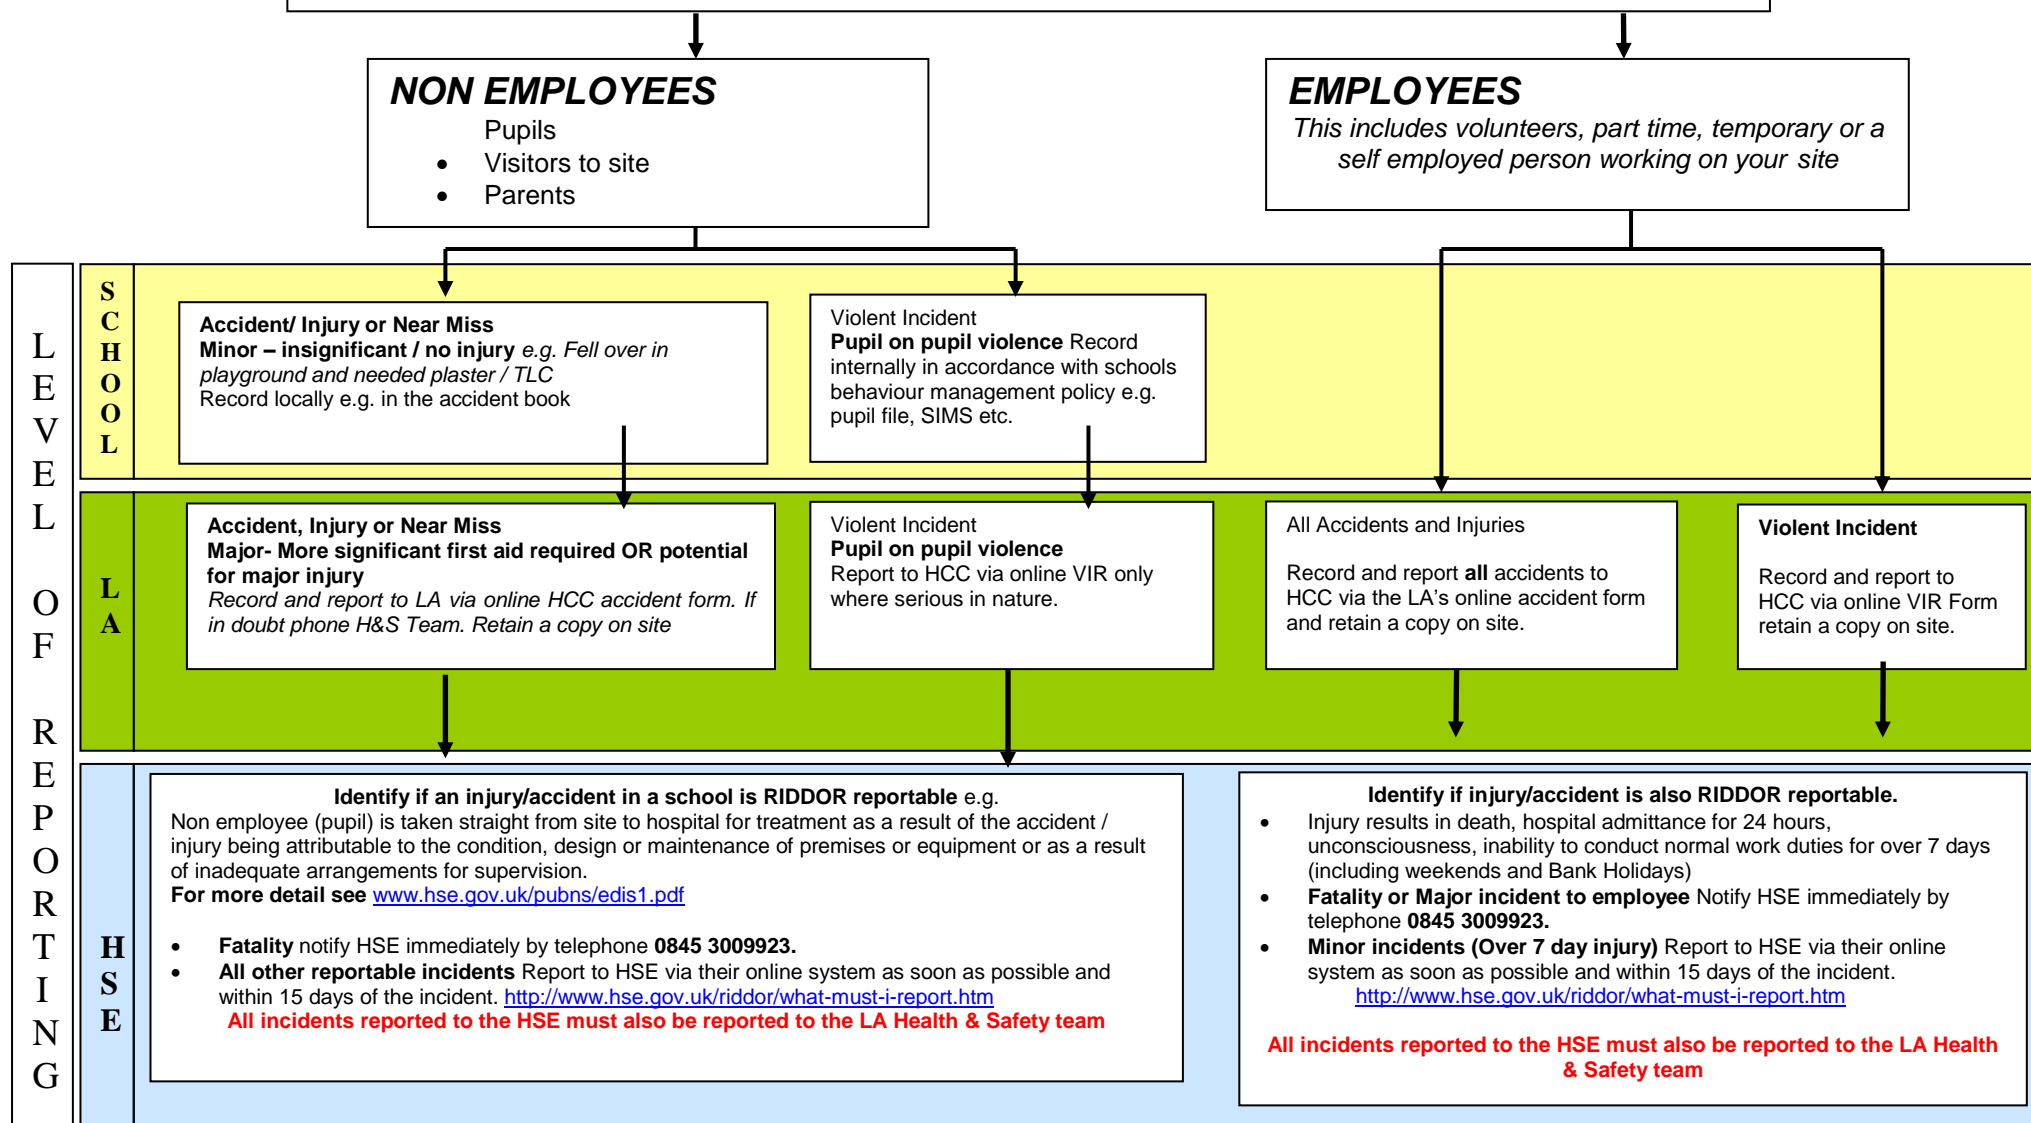 NON EMPLOYEES
Pupils
• Visitors to site
• Parents
EMPLOYEES
This includes volunteers, part time, temporary or a
self employed person working on your site
LEVEL OF REPORTING
SCHOOL
Accident/ Injury or Near Miss
Minor – insignificant / no injury e.g. Fell over in
playground and needed plaster / TLC
Record locally e.g. in the accident book
Violent Incident
Pupil on pupil violence Record
internally in accordance with schools
behaviour management policy e.g.
pupil file, SIMS etc.
LA
Accident, Injury or Near Miss
Major- More significant first aid required OR potential
for major injury
Record and report to LA via online HCC accident form. If
in doubt phone H&S Team. Retain a copy on site
Violent Incident
Pupil on pupil violence
Report to HCC via online VIR only
where serious in nature.
All Accidents and Injuries
Record and report all accidents to
HCC via the LA's online accident form
and retain a copy on site.
Violent Incident
Record and report to
HCC via online VIR Form
retain a copy on site.
HSE
Identify if an injury/accident in a school is RIDDOR reportable e.g.
Non employee (pupil) is taken straight from site to hospital for treatment as a result of the accident /
injury being attributable to the condition, design or maintenance of premises or equipment or as a result
of inadequate arrangements for supervision.
For more detail see www.hse.gov.uk/pubns/edis1.pdf
• Fatality notify HSE immediately by telephone 0845 3009923.
• All other reportable incidents Report to HSE via their online system as soon as possible and
within 15 days of the incident. http://www.hse.gov.uk/riddor/what-must-i-report.htm
All incidents reported to the HSE must also be reported to the LA Health & Safety team
Identify if injury/accident is also RIDDOR reportable.
• Injury results in death, hospital admittance for 24 hours,
unconsciousness, inability to conduct normal work duties for over 7 days
(including weekends and Bank Holidays)
• Fatality or Major incident to employee Notify HSE immediately by
telephone 0845 3009923.
• Minor incidents (Over 7 day injury) Report to HSE via their online
system as soon as possible and within 15 days of the incident.
http://www.hse.gov.uk/riddor/what-must-i-report.htm
All incidents reported to the HSE must also be reported to the LA Health
& Safety team